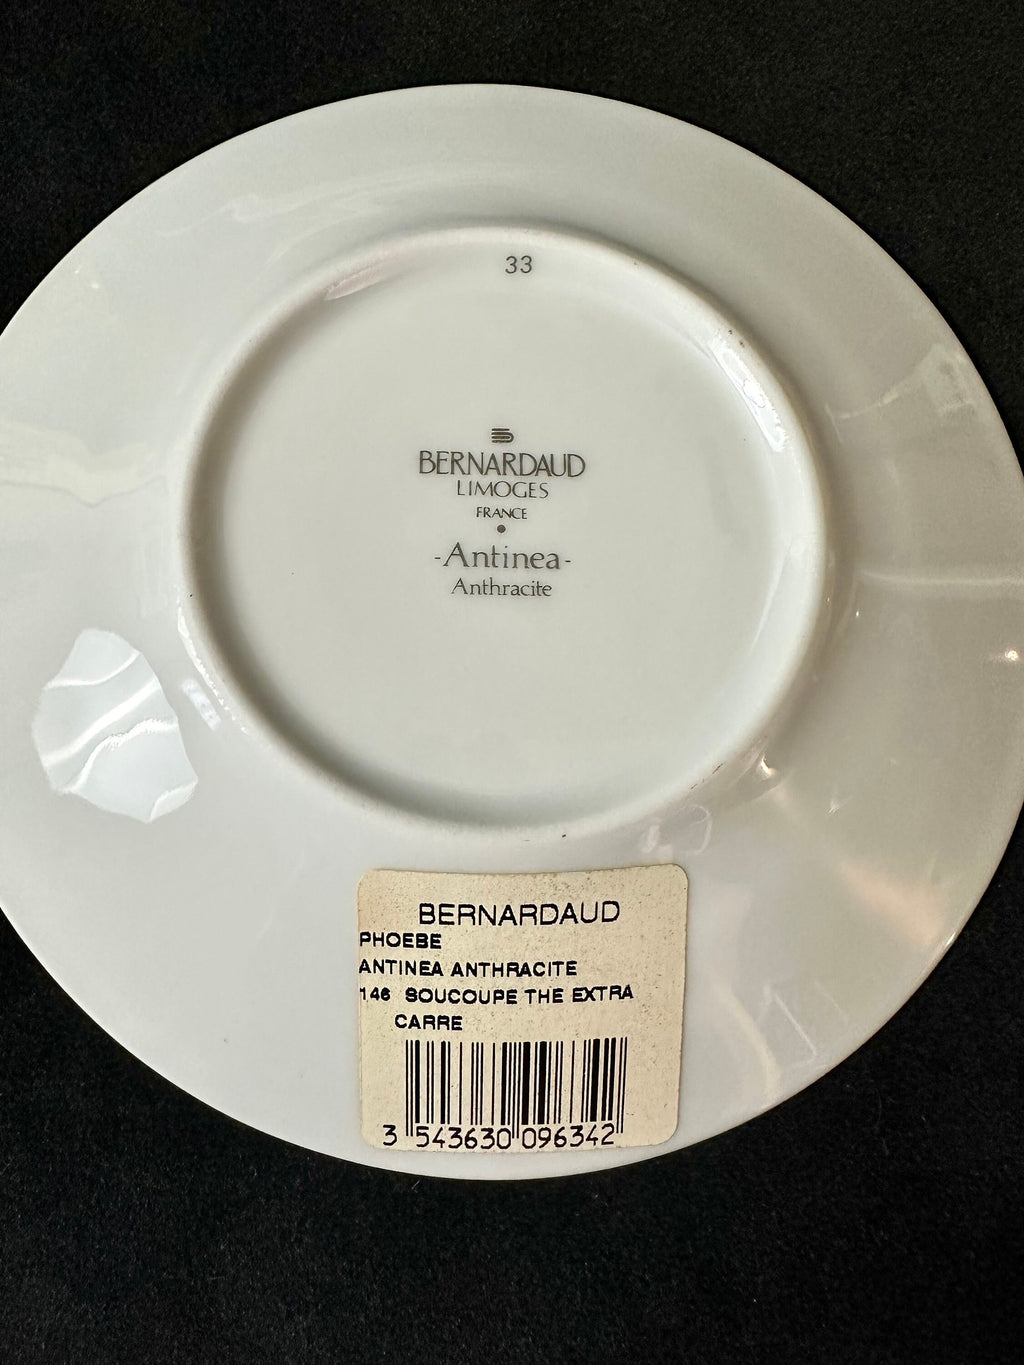 33
BERNARDAUD
LIMOGES
FRANCE
-Antinea-
Anthracite
BERNARDAUD
PHOEBE
ANTINEA ANTHRACITE
146 SOUCOUPE THE EXTRA
CARRE
3 543630 096342